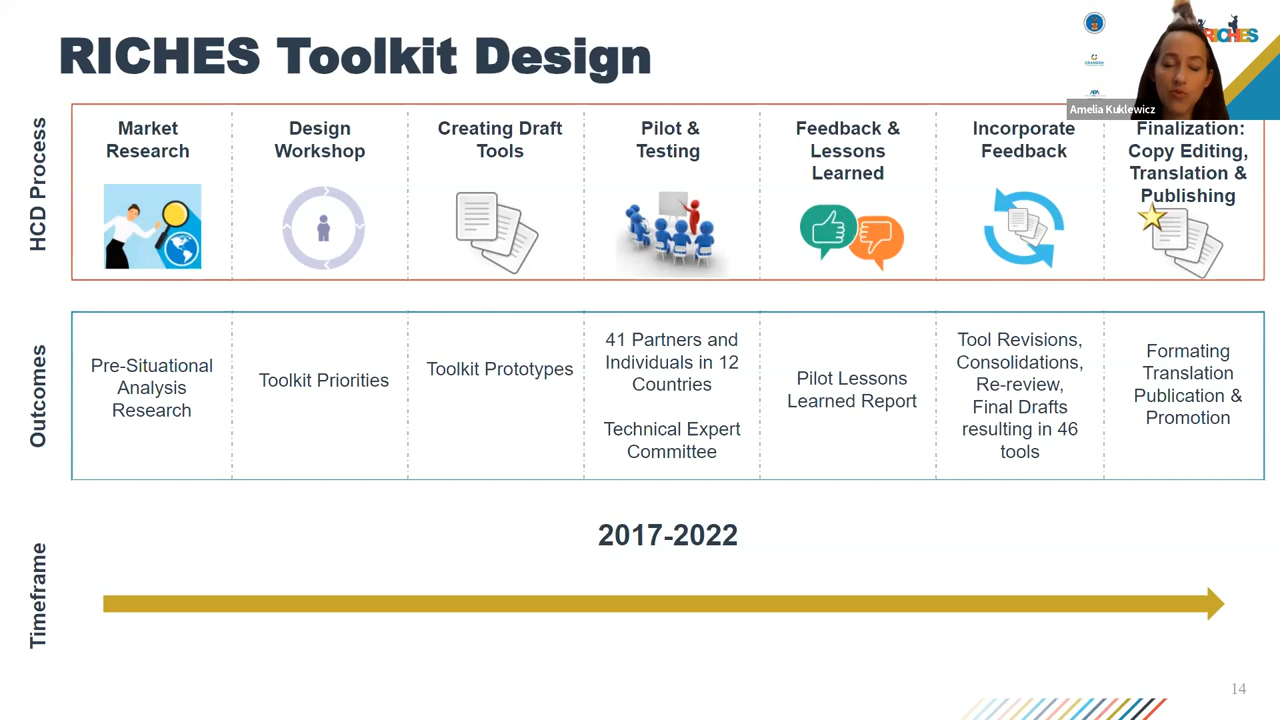 RICHES Toolkit Design
RICHES
Amelia Kuklewicz
HCD Process
Market
Research
Design
Workshop
Creating Draft
Tools
Pilot &
Testing
Feedback &
Lessons
Learned
Incorporate
Feedback
Finalization:
Copy Editing,
Translation &
Publishing
Outcomes
Pre-Situational
Analysis
Research
Toolkit Priorities
Toolkit Prototypes
41 Partners and
Individuals in 12
Countries
Technical Expert
Committee
Pilot Lessons
Learned Report
Tool Revisions,
Consolidations,
Re-review,
Final Drafts
resulting in 46
tools
Formating
Translation
Publication &
Promotion
Timeframe
2017-2022
14